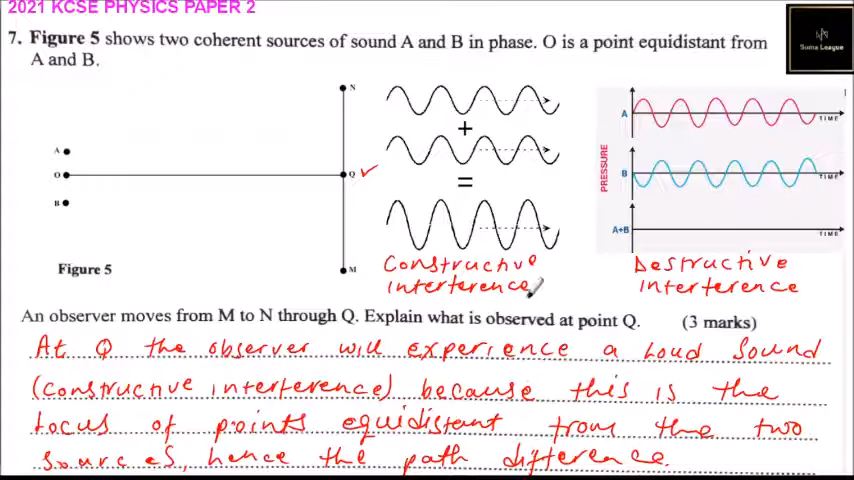 2021 KCSE PHYSICS PAPER 2
7. Figure 5 shows two coherent sources of sound A and B in phase. O is a point equidistant from
A and B.
Suma League
N
A
O
Q
B
M
Figure 5
+
=
Constructive
interference
PRESSURE
A
TIME
B
TIME
A+B
TIME
Destructive
interference
An observer moves from M to N through Q. Explain what is observed at point Q. (3 marks)
At Q the observer will experience a loud sound
(constructive interference) because this is the
locus of points equidistant from the two
sources, hence the path difference